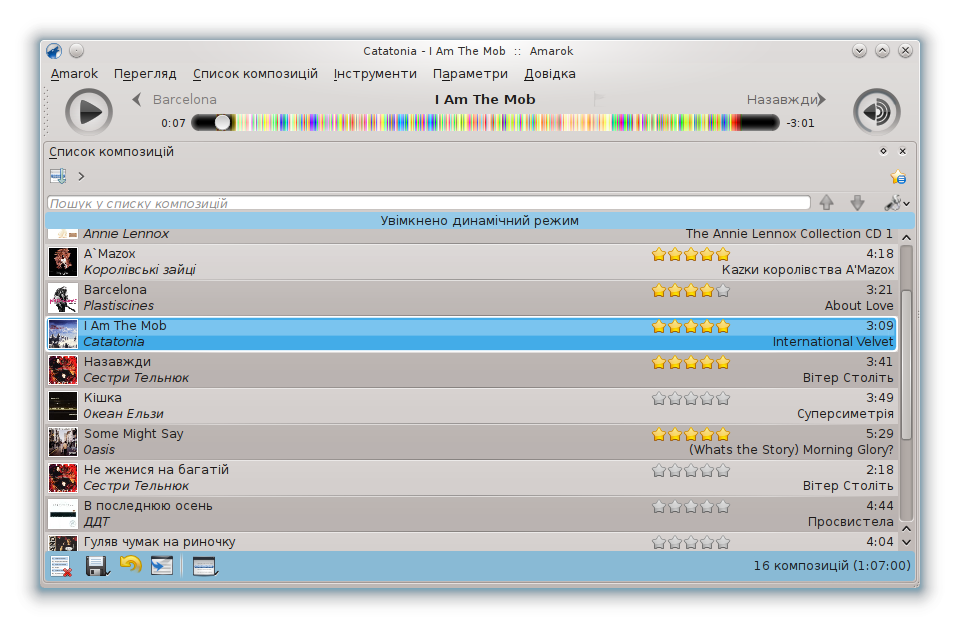 Catatonia - I Am The Mob :: Amarok
Amarok Перегляд Список композицій Інструменти Параметри Довідка
Barcelona I Am The Mob Назавжди
0:07 -3:01
Список композицій
Пошук у списку композицій
Увімкнено динамічний режим
Annie Lennox The Annie Lennox Collection CD 1
A`Mazox 4:18
Королівські зайці Казки королівства A'Mazox
Barcelona 3:21
Plastiscines About Love
I Am The Mob 3:09
Catatonia International Velvet
Назавжди 3:41
Сестри Тельнюк Вітер Століть
Кішка 3:49
Океан Ельзи Суперсиметрія
Some Might Say 5:29
Oasis (Whats the Story) Morning Glory?
Не женися на багатій 2:18
Сестри Тельнюк Вітер Століть
В последнюю осень 4:44
ДДТ Просвистела
Гуляв чумак на риночку 4:04
16 композицій (1:07:00)